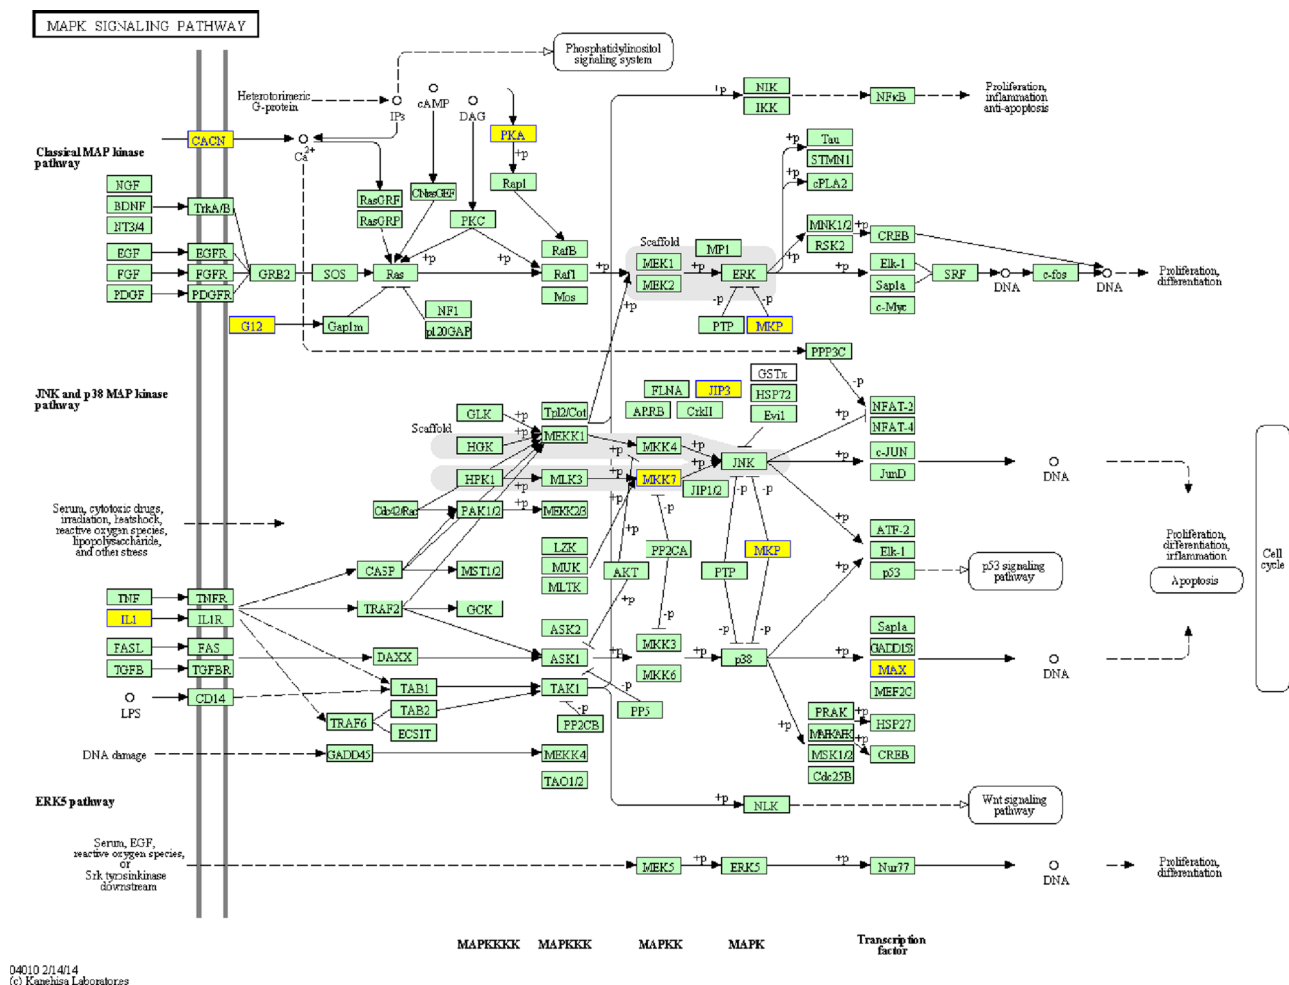 MAPK SIGNALING PATHWAY
Phosphatidylinositol
signaling system
Heterotorimeric
G-protein
IP3
cAMP
DAG
PKA
+p
NIK
IKK
+p
NFκB
Proliferation,
inflammation
anti-apoptosis
CACN
Ca2+
Classical MAP kinase
pathway
NGF
BDNF
NT3/4
TrkA/B
RasGRF
RasGRP
CNrasGEF
PKC
Rap1
+p
Tau
STMN1
cPLA2
+p
+p
EGF
EGFR
FGF
FGFR
PDGF
PDGFR
GRB2
SOS
Ras
+p
+p
RafB
Raf1
Mos
+p
Scaffold
MEK1
MEK2
MP1
+p
ERK
+p
+p
MNK1/2
RSK2
+p
CREB
Elk-1
Sap1a
c-Myc
SRF
DNA
c-fos
DNA
Proliferation,
differentiation
G12
Gap1m
NF1
p120GAP
+p
-p
-p
PTP
MKP
PPP3C
-p
JNK and p38 MAP kinase
pathway
FLNA
JIP3
GSTπ
HSP72
Evi1
ARRB
CrkII
NFAT-2
NFAT-4
Scaffold
GLK
+p
+p
Tpl2/Cot
MEKK1
HGK
+p
MKK4
+p
JNK
+p
+p
c-JUN
JunD
DNA
HPK1
+p
MLK3
+p
MKK7
+p
JIP1/2
+p
-p
-p
Cdc42/Rac
PAK1/2
+p
MEKK2/3
+p
-p
Serum, cytotoxic drugs,
irradiation, heatshock,
reactive oxygen species,
lipopolysaccharide,
and other stress
LZK
MUK
MLTK
PP2CA
AKT
+p
PTP
MKP
+p
ATF-2
Elk-1
p53
p53 signaling
pathway
Proliferation,
differentiation,
inflammation
Apoptosis
Cell
cycle
CASP
MST1/2
TNF
TNFR
IL1
IL1R
TRAF2
GCK
ASK2
-p
-p
-p
Sap1a
GADD153
MAX
MEF2C
FASL
FAS
TGFB
TGFBR
DAXX
ASK1
+p
MKK3
MKK6
+p
p38
+p
DNA
LPS
CD14
TAB1
TAB2
ECSIT
TRAF6
TAK1
-p
-p
PP2CB
PP5
+p
PRAK
MAPKAPK
MSK1/2
Cdc25B
+p
+p
HSP27
CREB
DNA damage
GADD45
MEKK4
TAO1/2
ERK5 pathway
+p
NLK
Wnt signaling
pathway
Serum, EGF,
reactive oxygen species,
or
Srk tyrosinkinase
downstream
MEK5
+p
ERK5
+p
Nur77
DNA
Proliferation,
differentiation
MAPKKKK
MAPKKK
MAPKK
MAPK
Transcription
factor
04010 2/14/14
(c) Kanehisa Laboratories